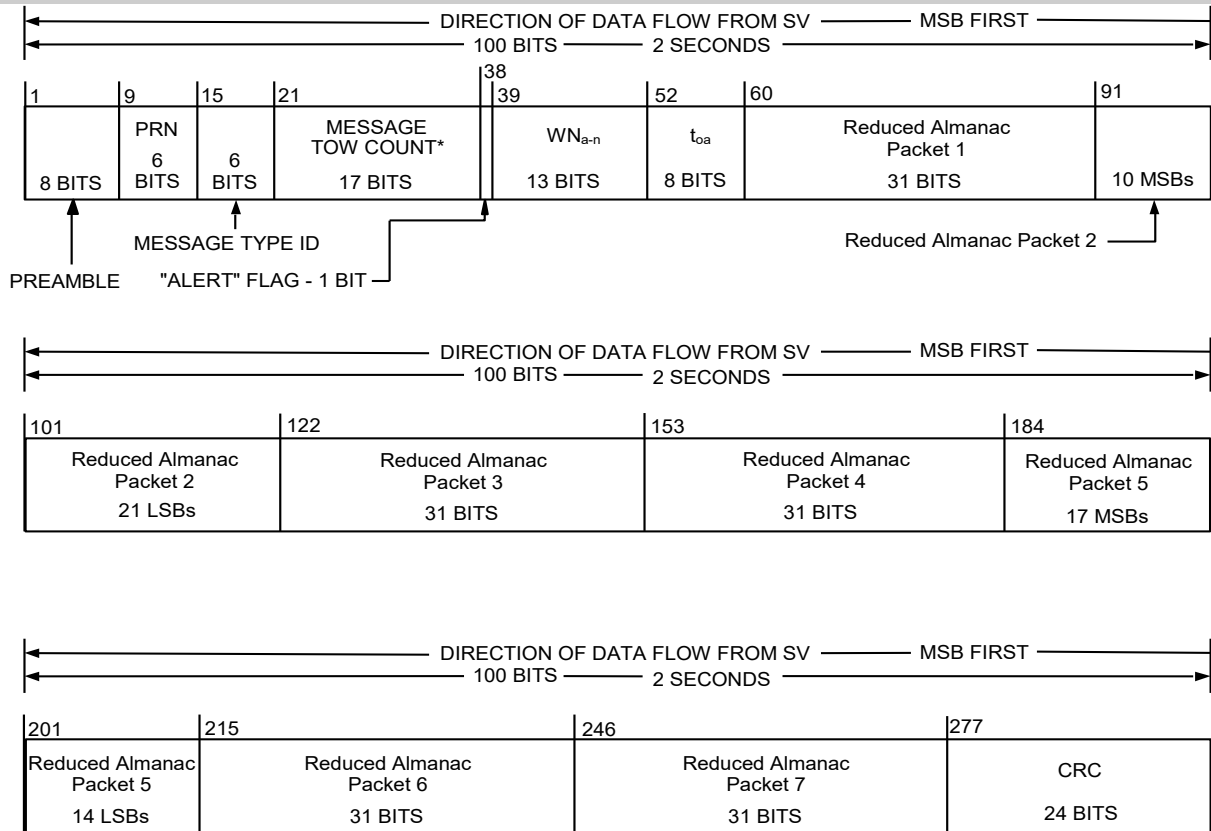 DIRECTION OF DATA FLOW FROM SV MSB FIRST
100 BITS 2 SECONDS
1 9 15 21 38 39 52 60 91
8 BITS
PRN
6
BITS
6
BITS
MESSAGE
TOW COUNT*
17 BITS
WNa-n
13 BITS
toa
8 BITS
Reduced Almanac
Packet 1
31 BITS
10 MSBs
MESSAGE TYPE ID
Reduced Almanac Packet 2
PREAMBLE
"ALERT" FLAG - 1 BIT
DIRECTION OF DATA FLOW FROM SV MSB FIRST
100 BITS 2 SECONDS
101 122 153 184
Reduced Almanac
Packet 2
21 LSBs
Reduced Almanac
Packet 3
31 BITS
Reduced Almanac
Packet 4
31 BITS
Reduced Almanac
Packet 5
17 MSBs
DIRECTION OF DATA FLOW FROM SV MSB FIRST
100 BITS 2 SECONDS
201 215 246 277
Reduced Almanac
Packet 5
14 LSBs
Reduced Almanac
Packet 6
31 BITS
Reduced Almanac
Packet 7
31 BITS
CRC
24 BITS